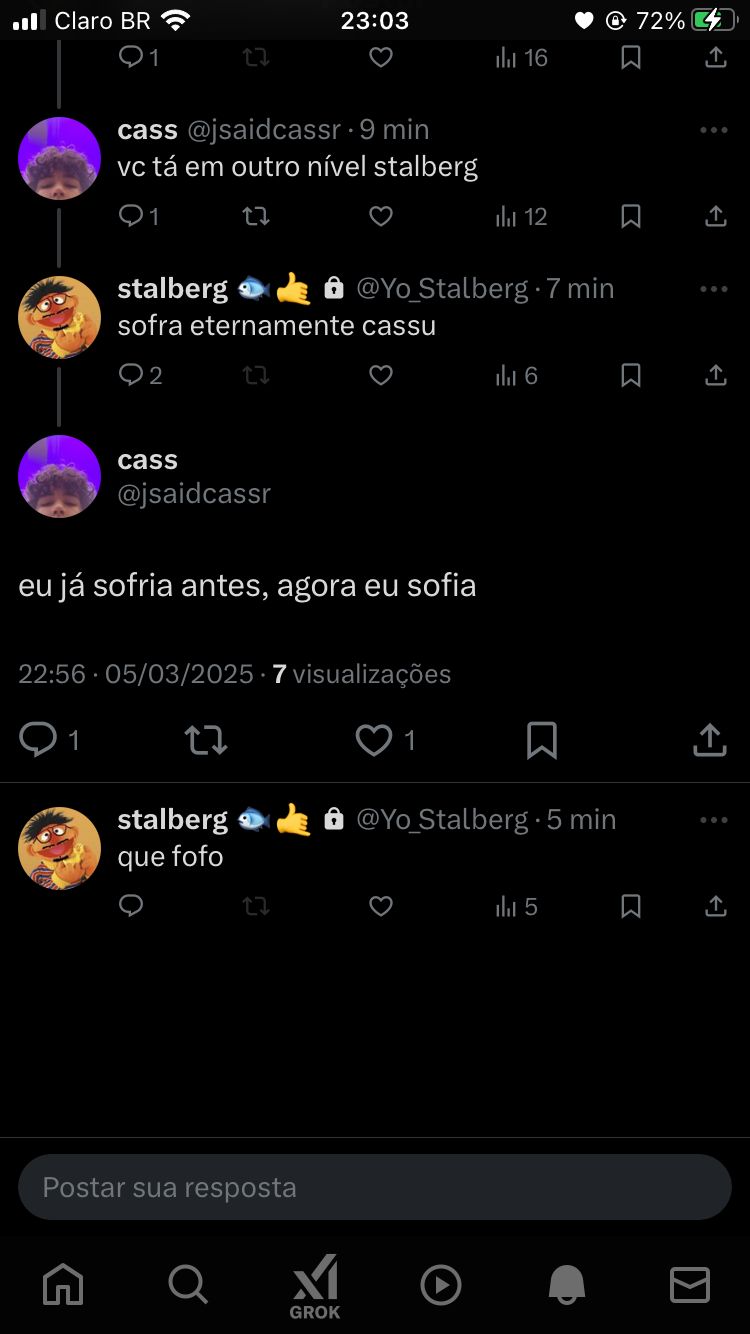 Claro BR 23:03 72%
1 16
cass @jsaidcassr · 9 min
vc tá em outro nível stalberg
1 12
stalberg 🐟🤙 🔒 @Yo_Stalberg · 7 min
sofra eternamente cassu
2 6
cass
@jsaidcassr
eu já sofria antes, agora eu sofia
22:56 · 05/03/2025 · 7 visualizações
1 1
stalberg 🐟🤙 🔒 @Yo_Stalberg · 5 min
que fofo
5
Postar sua resposta
GROK